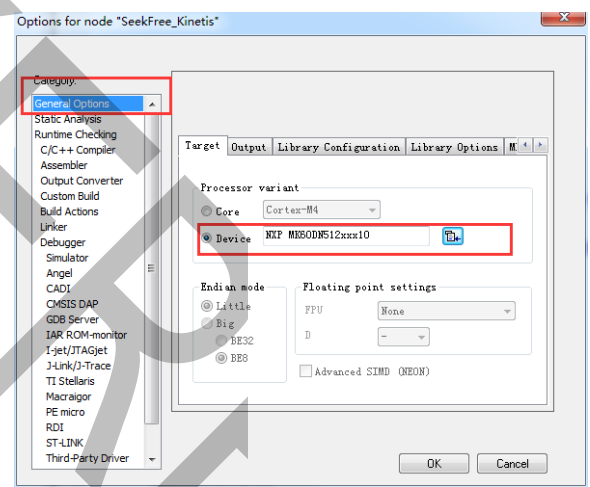 Options for node "SeekFree_Kinetis"
Category:
General Options
Static Analysis
Runtime Checking
C/C++ Compiler
Assembler
Output Converter
Custom Build
Build Actions
Linker
Debugger
Simulator
Angel
CADI
CMSIS DAP
GDB Server
IAR ROM-monitor
I-jet/JTAGjet
J-Link/J-Trace
TI Stellaris
Macraigor
PE micro
RDI
ST-LINK
Third-Party Driver
Target Output Library Configuration Library Options M
Processor variant
Core Cortex-M4
Device NXP MK60DN512xxx10
Endian mode
Little
Big
BE32
BE8
Floating point settings
FPU None
D -
Advanced SIMD (NEON)
OK Cancel